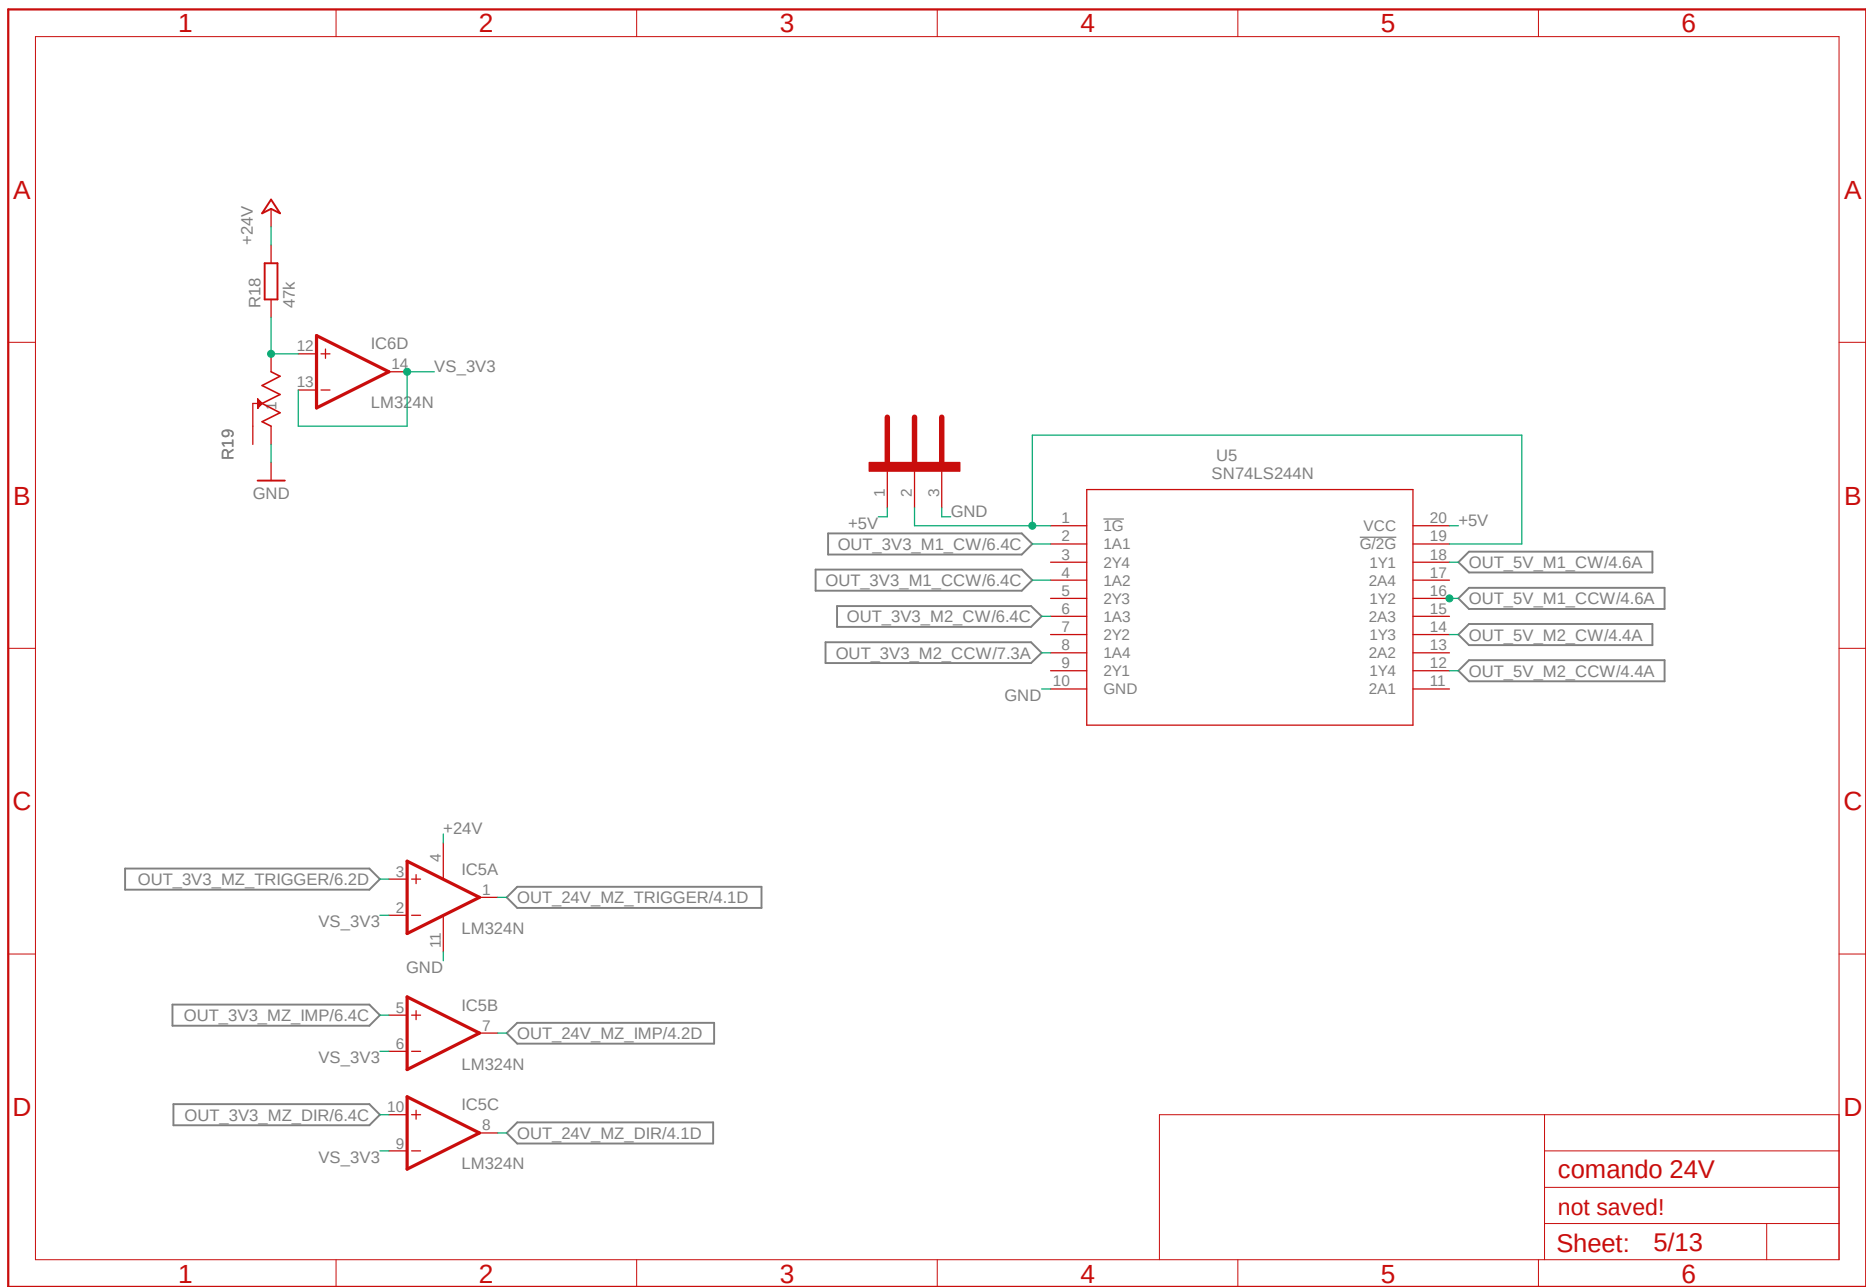 1 2 3 4 5 6
A A
+24V
R18
47k
IC6D
12
14
VS_3V3
13
LM324N
1
R19
GND
B B
1 2 3
+5V
GND
U5
SN74LS244N
1 1G VCC 20 +5V
OUT_3V3_M1_CW/6.4C 2 1A1 G/2G 19
3 2Y4 1Y1 18 OUT_5V_M1_CW/4.6A
OUT_3V3_M1_CCW/6.4C 4 1A2 2A4 17
5 2Y3 1Y2 16 OUT_5V_M1_CCW/4.6A
OUT_3V3_M2_CW/6.4C 6 1A3 2A3 15
7 2Y2 1Y3 14 OUT_5V_M2_CW/4.4A
OUT_3V3_M2_CCW/7.3A 8 1A4 2A2 13
9 2Y1 1Y4 12 OUT_5V_M2_CCW/4.4A
GND 10 GND 2A1 11
C C
+24V
4
IC5A
OUT_3V3_MZ_TRIGGER/6.2D 3 +
1 OUT_24V_MZ_TRIGGER/4.1D
VS_3V3 2 −
LM324N
11
GND
IC5B
OUT_3V3_MZ_IMP/6.4C 5 +
7 OUT_24V_MZ_IMP/4.2D
VS_3V3 6 −
LM324N
D D
IC5C
OUT_3V3_MZ_DIR/6.4C 10 +
8 OUT_24V_MZ_DIR/4.1D
VS_3V3 9 −
LM324N
comando 24V
not saved!
Sheet: 5/13
1 2 3 4 5 6